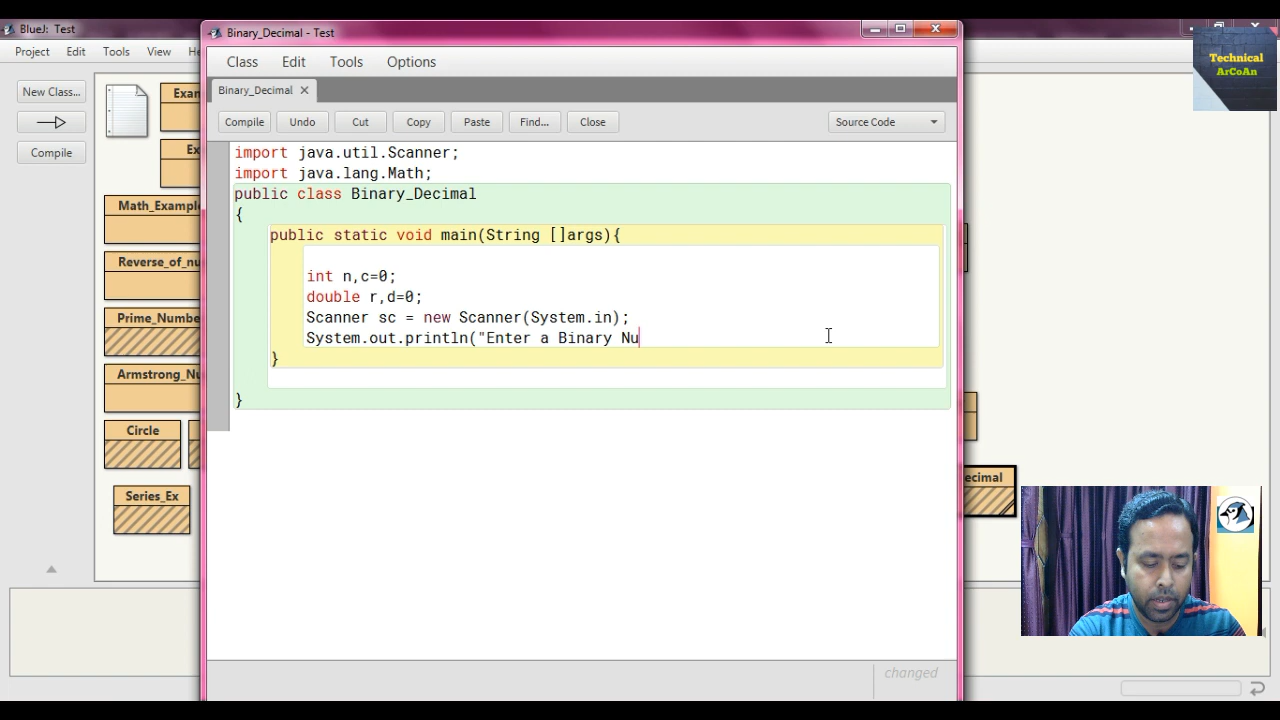 BlueJ: Test
Project Edit Tools View
New Class...
Compile
Math_Example
Reverse_of_nu
Prime_Numbe
Armstrong_Nu
Circle
Series_Ex
Binary_Decimal - Test
Class Edit Tools Options
Binary_Decimal
Compile Undo Cut Copy Paste Find... Close Source Code
import java.util.Scanner;
import java.lang.Math;
public class Binary_Decimal
{
public static void main(String []args){
int n,c=0;
double r,d=0;
Scanner sc = new Scanner(System.in);
System.out.println("Enter a Binary Nu
}
}
changed
ecimal
Technical
ArCoAn